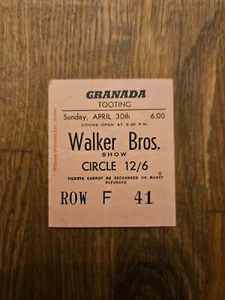 GRANADA
TOOTING
Sunday, APRIL 30th 6.00
DOORS OPEN AT 5.30 P.M.
Walker Bros.
SHOW
CIRCLE 12/6
TICKETS CANNOT BE EXCHANGED OR MONEY
REFUNDED
ROW F 41